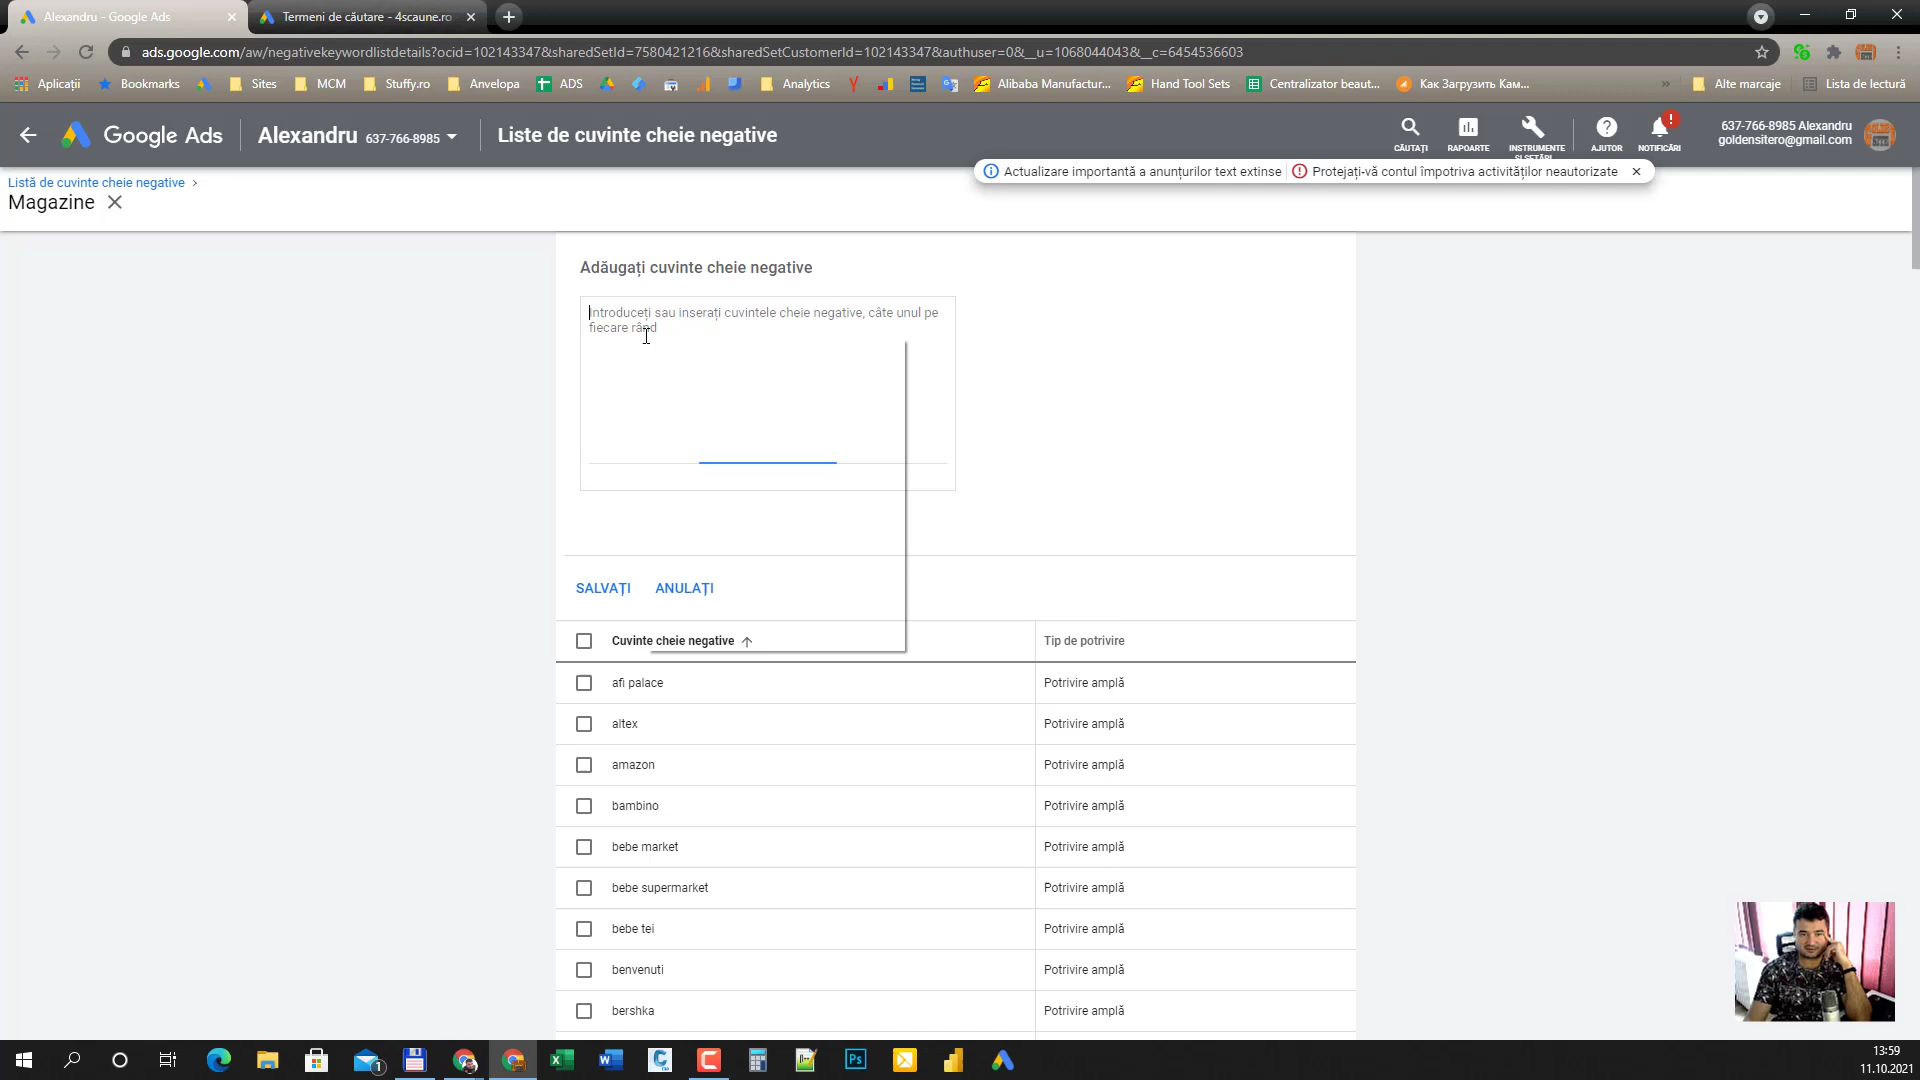 Alexandru - Google Ads
Termeni de căutare - 4scaune.ro
ads.google.com/aw/negativekeywordlistdetails?ocid=102143347&sharedSetId=7580421216&sharedSetCustomerId=102143347&authuser=0&__u=1068044043&__c=6454536603
Aplicații
Bookmarks
Sites
MCM
Stuffy.ro
Anvelopa
ADS
Analytics
Alibaba Manufactur...
Hand Tool Sets
Centralizator beaut...
Как Загрузить Кам...
»
Alte marcaje
Lista de lectură
Google Ads
Alexandru 637-766-8985
Liste de cuvinte cheie negative
CĂUTAȚI
RAPOARTE
INSTRUMENTE
ȘI SETĂRI
AJUTOR
NOTIFICĂRI
637-766-8985 Alexandru
goldensitero@gmail.com
Actualizare importantă a anunțurilor text extinse
Protejați-vă contul împotriva activităților neautorizate
Listă de cuvinte cheie negative
Magazine
Adăugați cuvinte cheie negative
Introduceți sau inserați cuvintele cheie negative, câte unul pe
fiecare rând
SALVAȚI ANULAȚI
Cuvinte cheie negative Tip de potrivire
afi palace Potrivire amplă
altex Potrivire amplă
amazon Potrivire amplă
bambino Potrivire amplă
bebe market Potrivire amplă
bebe supermarket Potrivire amplă
bebe tei Potrivire amplă
benvenuti Potrivire amplă
bershka Potrivire amplă
1
Ps
13:59
11.10.2021